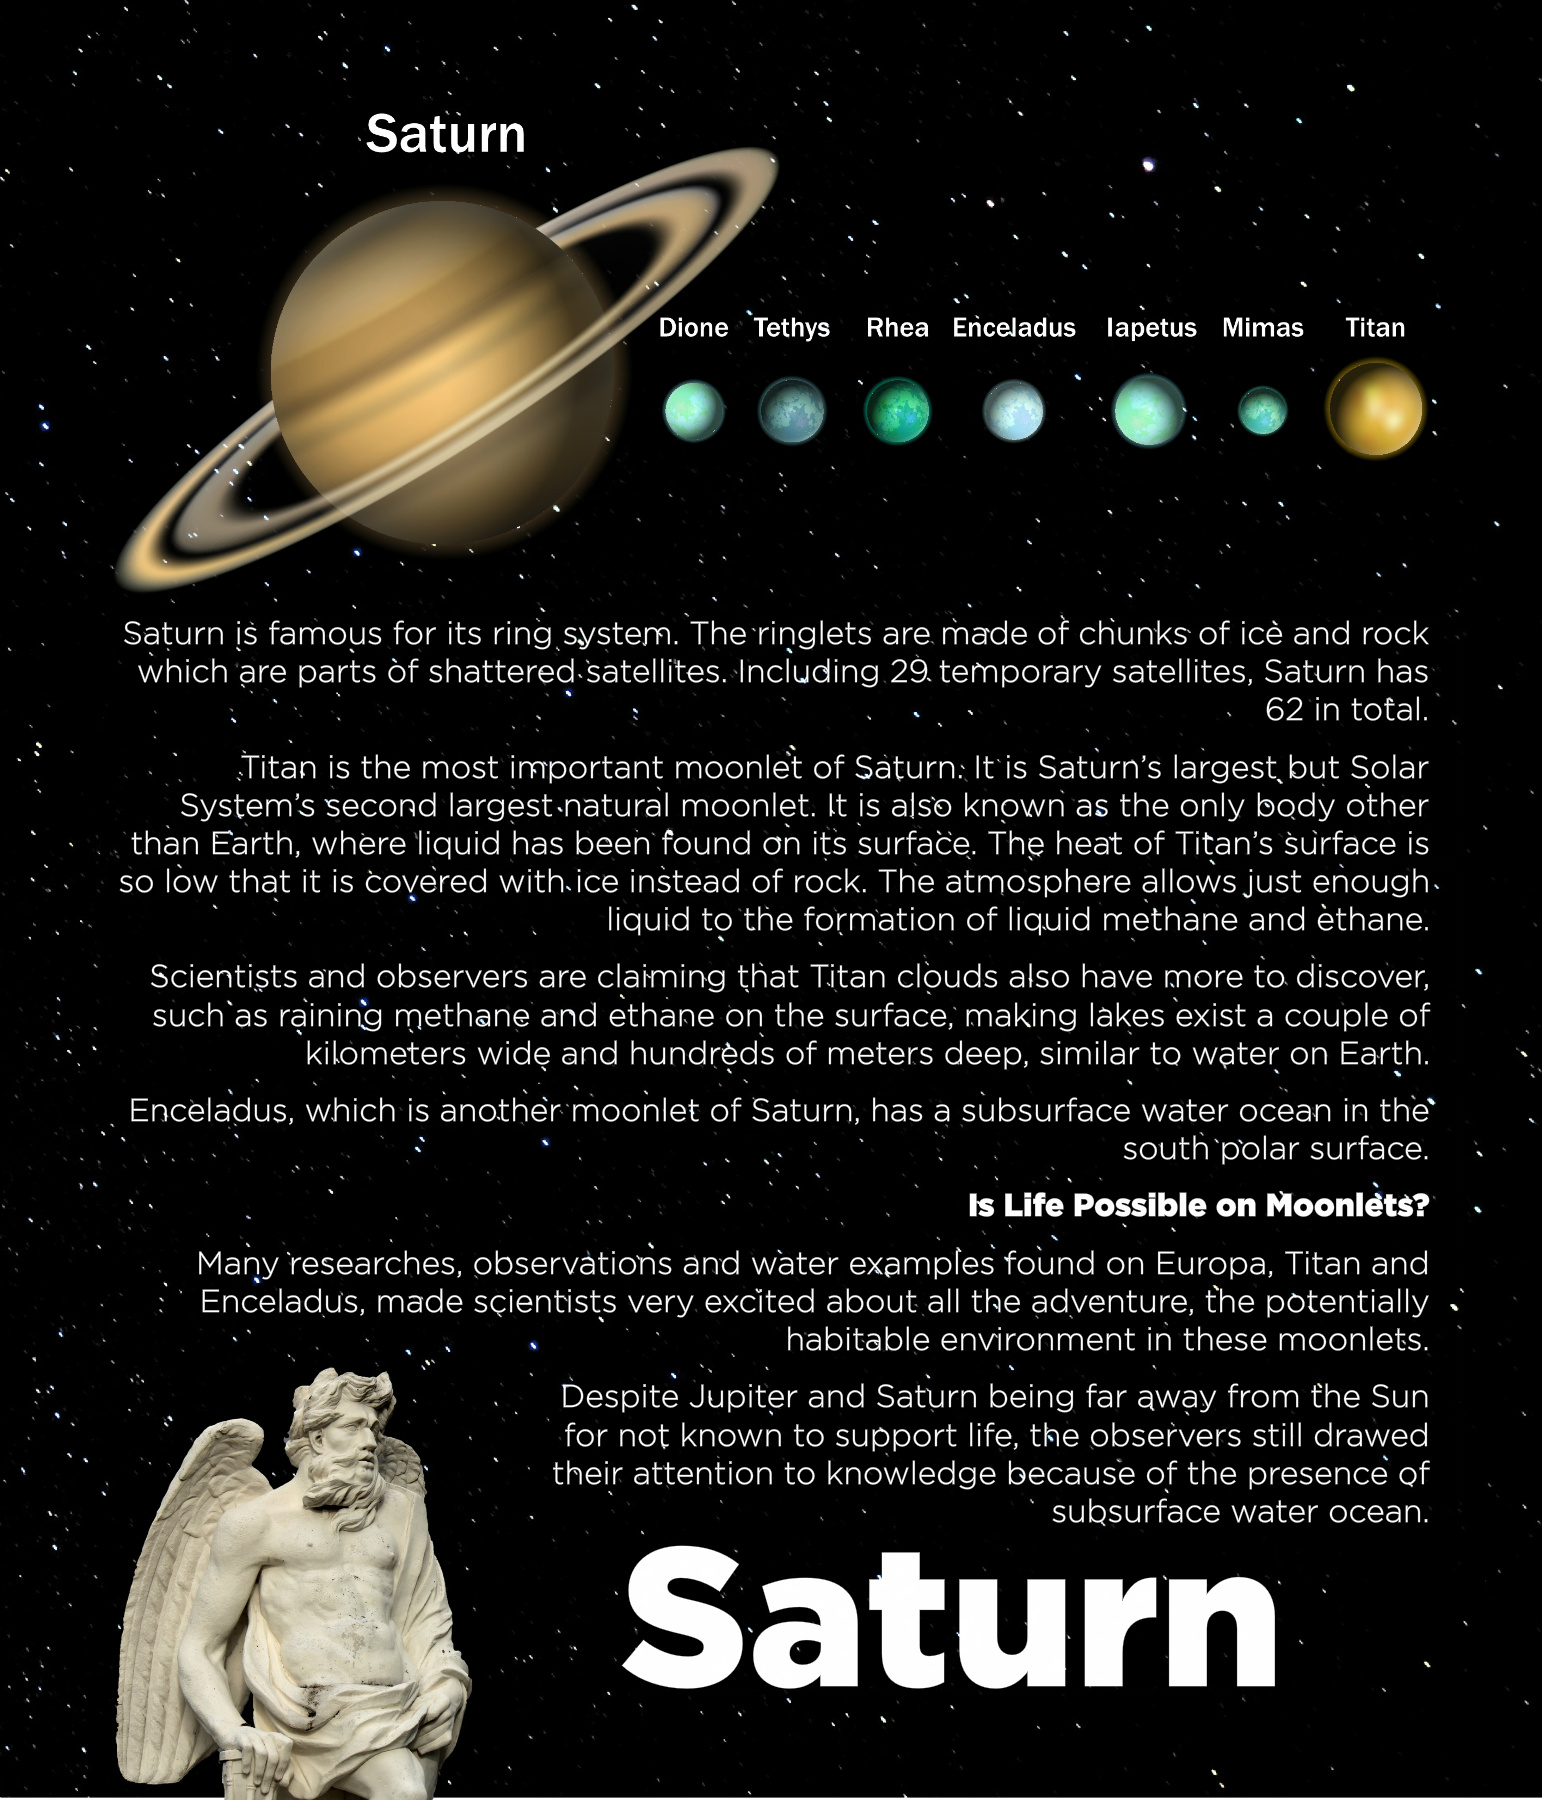 Saturn
Dione Tethys Rhea Enceladus Iapetus Mimas Titan
Saturn is famous for its ring system. The ringlets are made of chunks of ice and rock
which are parts of shattered satellites. Including 29 temporary satellites, Saturn has
62 in total.
Titan is the most important moonlet of Saturn. It is Saturn's largest but Solar
System's second largest natural moonlet. It is also known as the only body other
than Earth, where liquid has been found on its surface. The heat of Titan's surface is
so low that it is covered with ice instead of rock. The atmosphere allows just enough
liquid to the formation of liquid methane and ethane.
Scientists and observers are claiming that Titan clouds also have more to discover,
such as raining methane and ethane on the surface, making lakes exist a couple of
kilometers wide and hundreds of meters deep, similar to water on Earth.
Enceladus, which is another moonlet of Saturn, has a subsurface water ocean in the
south polar surface.
Is Life Possible on Moonlets?
Many researches, observations and water examples found on Europa, Titan and
Enceladus, made scientists very excited about all the adventure, the potentially
habitable environment in these moonlets.
Despite Jupiter and Saturn being far away from the Sun
for not known to support life, the observers still drawed
their attention to knowledge because of the presence of
subsurface water ocean.
Saturn